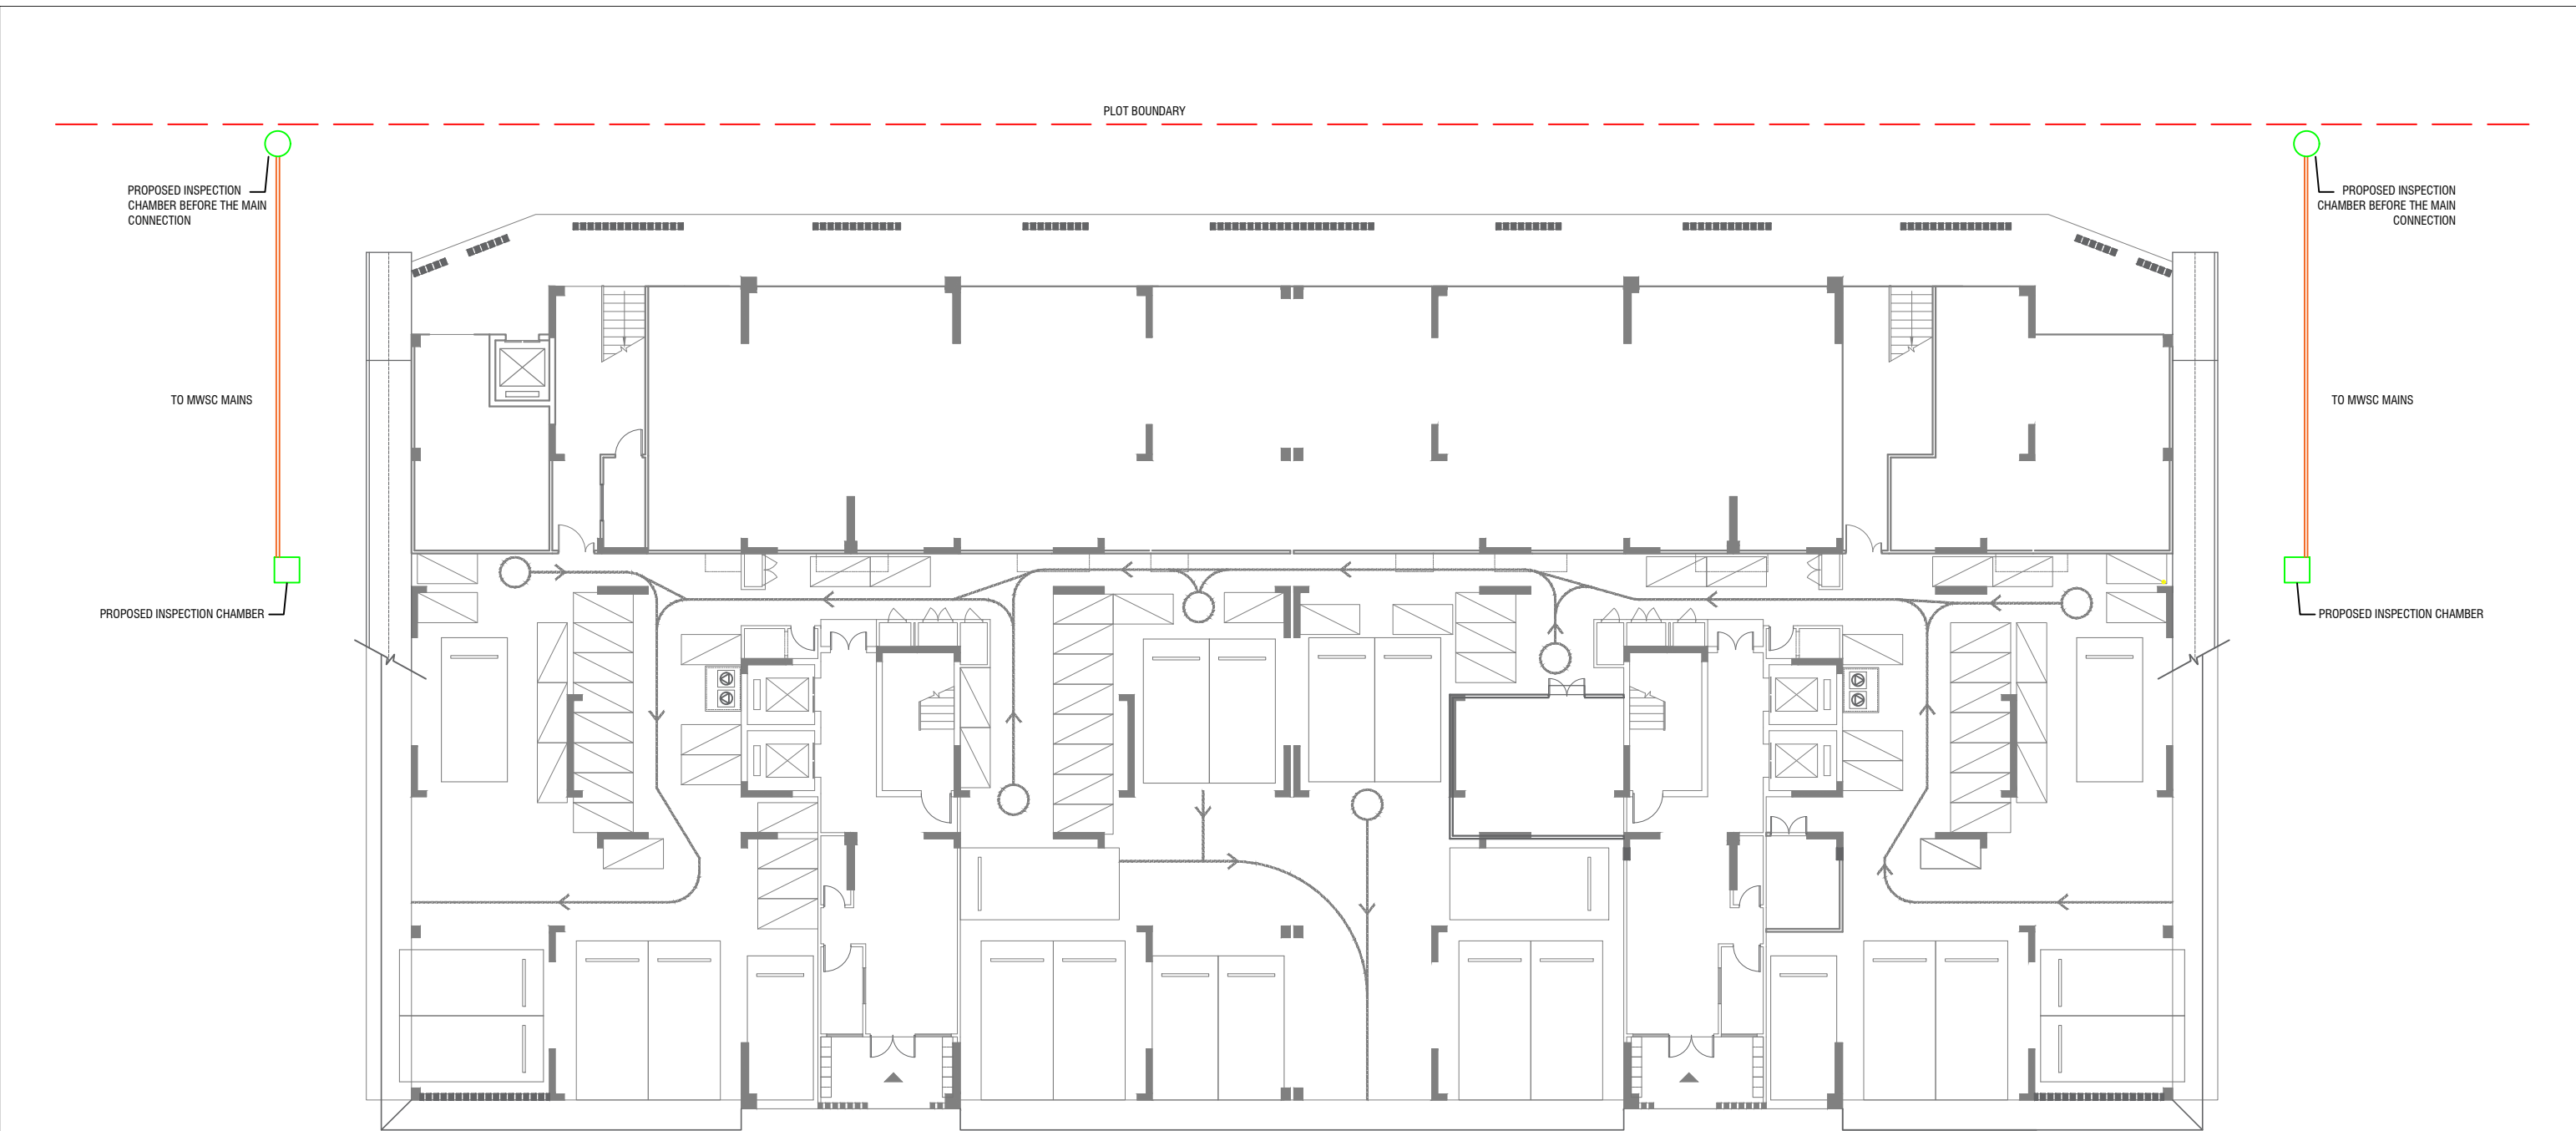 PLOT BOUNDARY
PROPOSED INSPECTION
CHAMBER BEFORE THE MAIN
CONNECTION
PROPOSED INSPECTION
CHAMBER BEFORE THE MAIN
CONNECTION
TO MWSC MAINS
TO MWSC MAINS
PROPOSED INSPECTION CHAMBER
PROPOSED INSPECTION CHAMBER